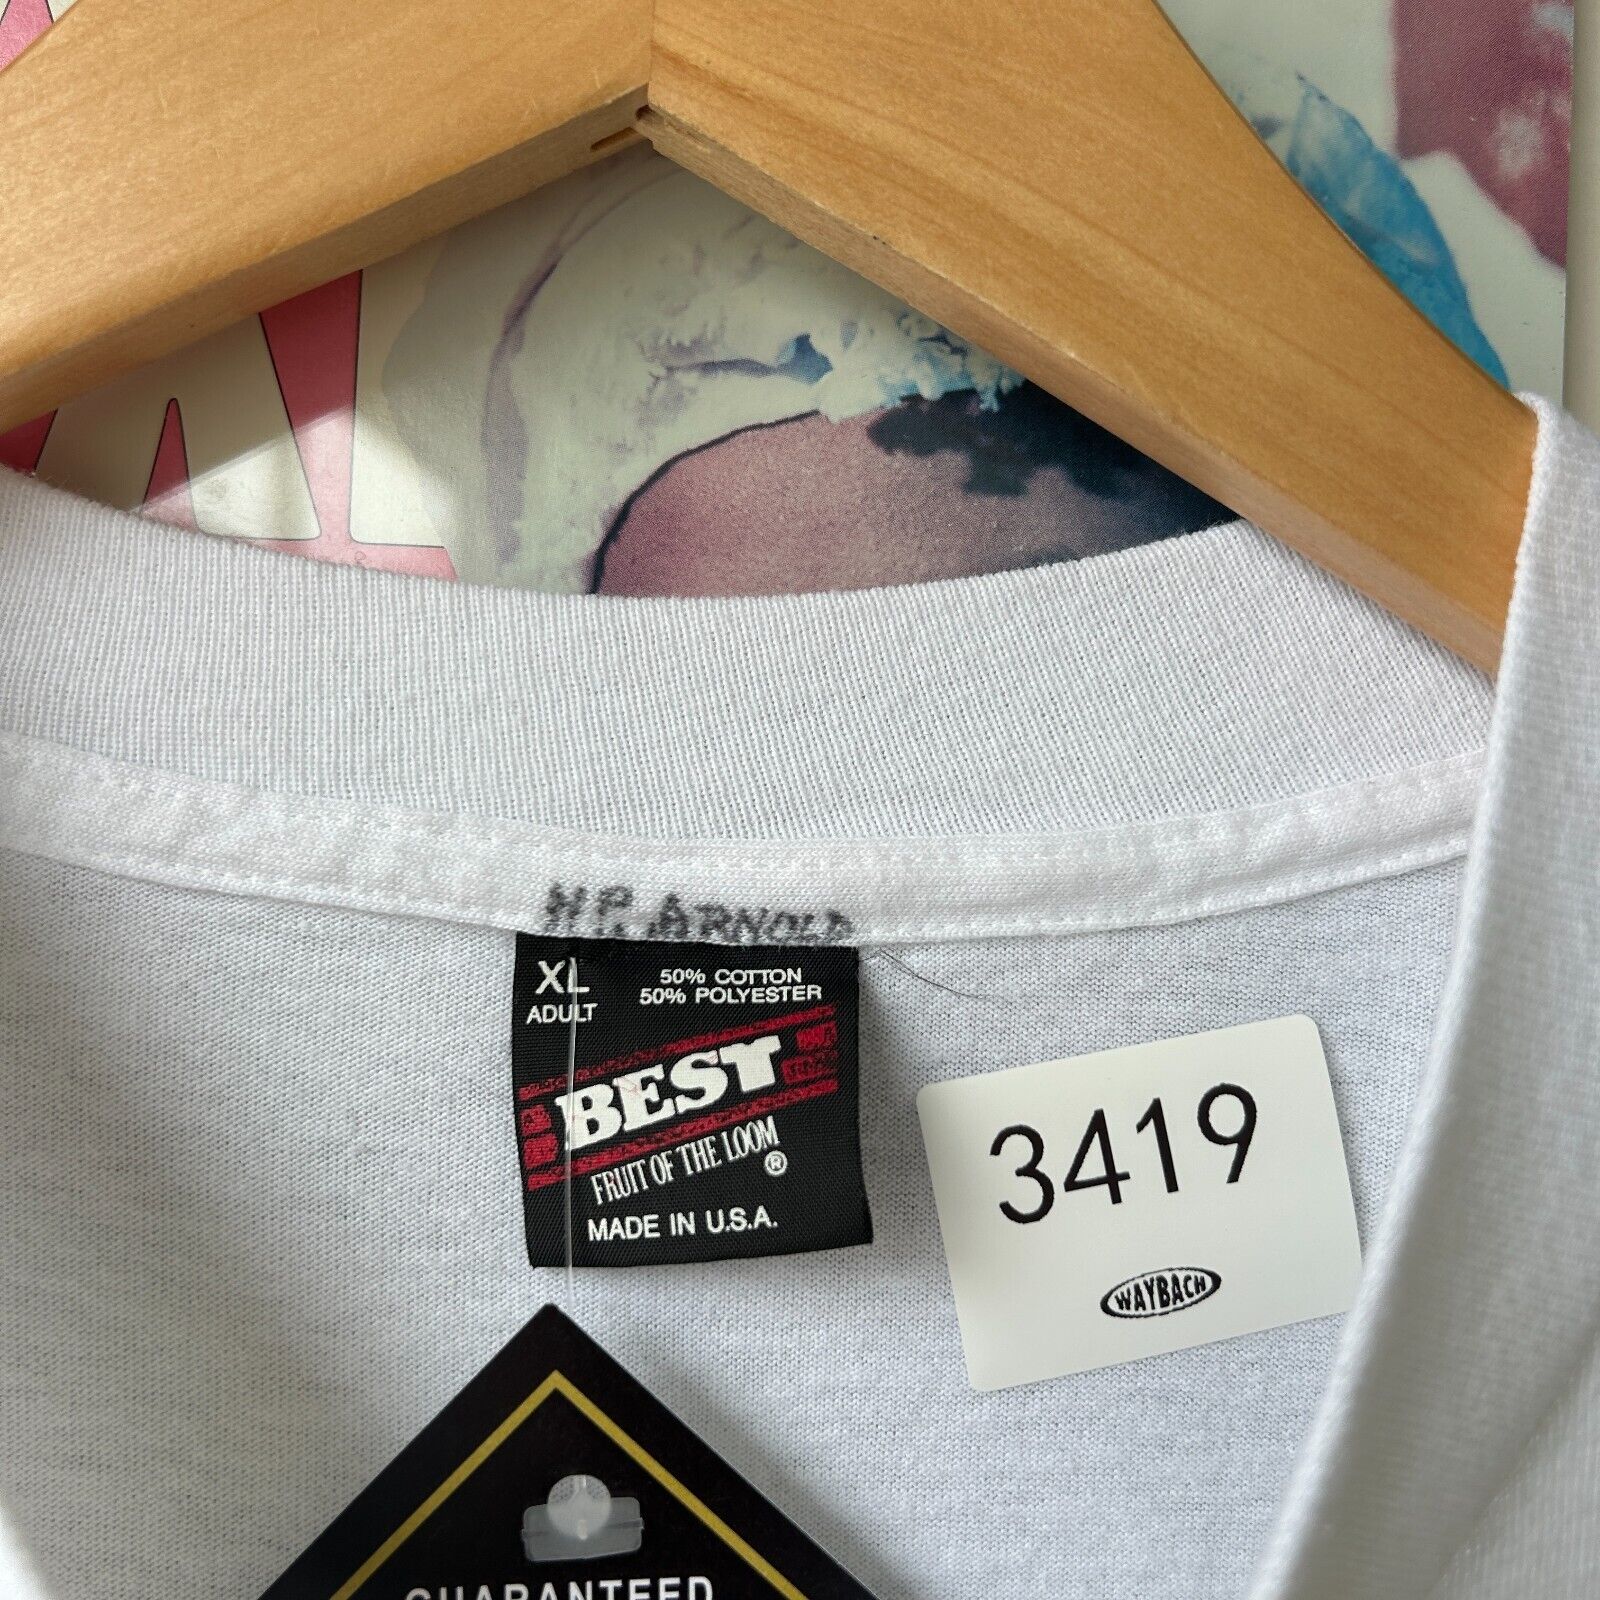 H.P. ARNOLD
XL
ADULT
50% COTTON
50% POLYESTER
BEST
FRUIT OF THE LOOM
®
MADE IN U.S.A.
3419
WAYBACH
GUARANTEED